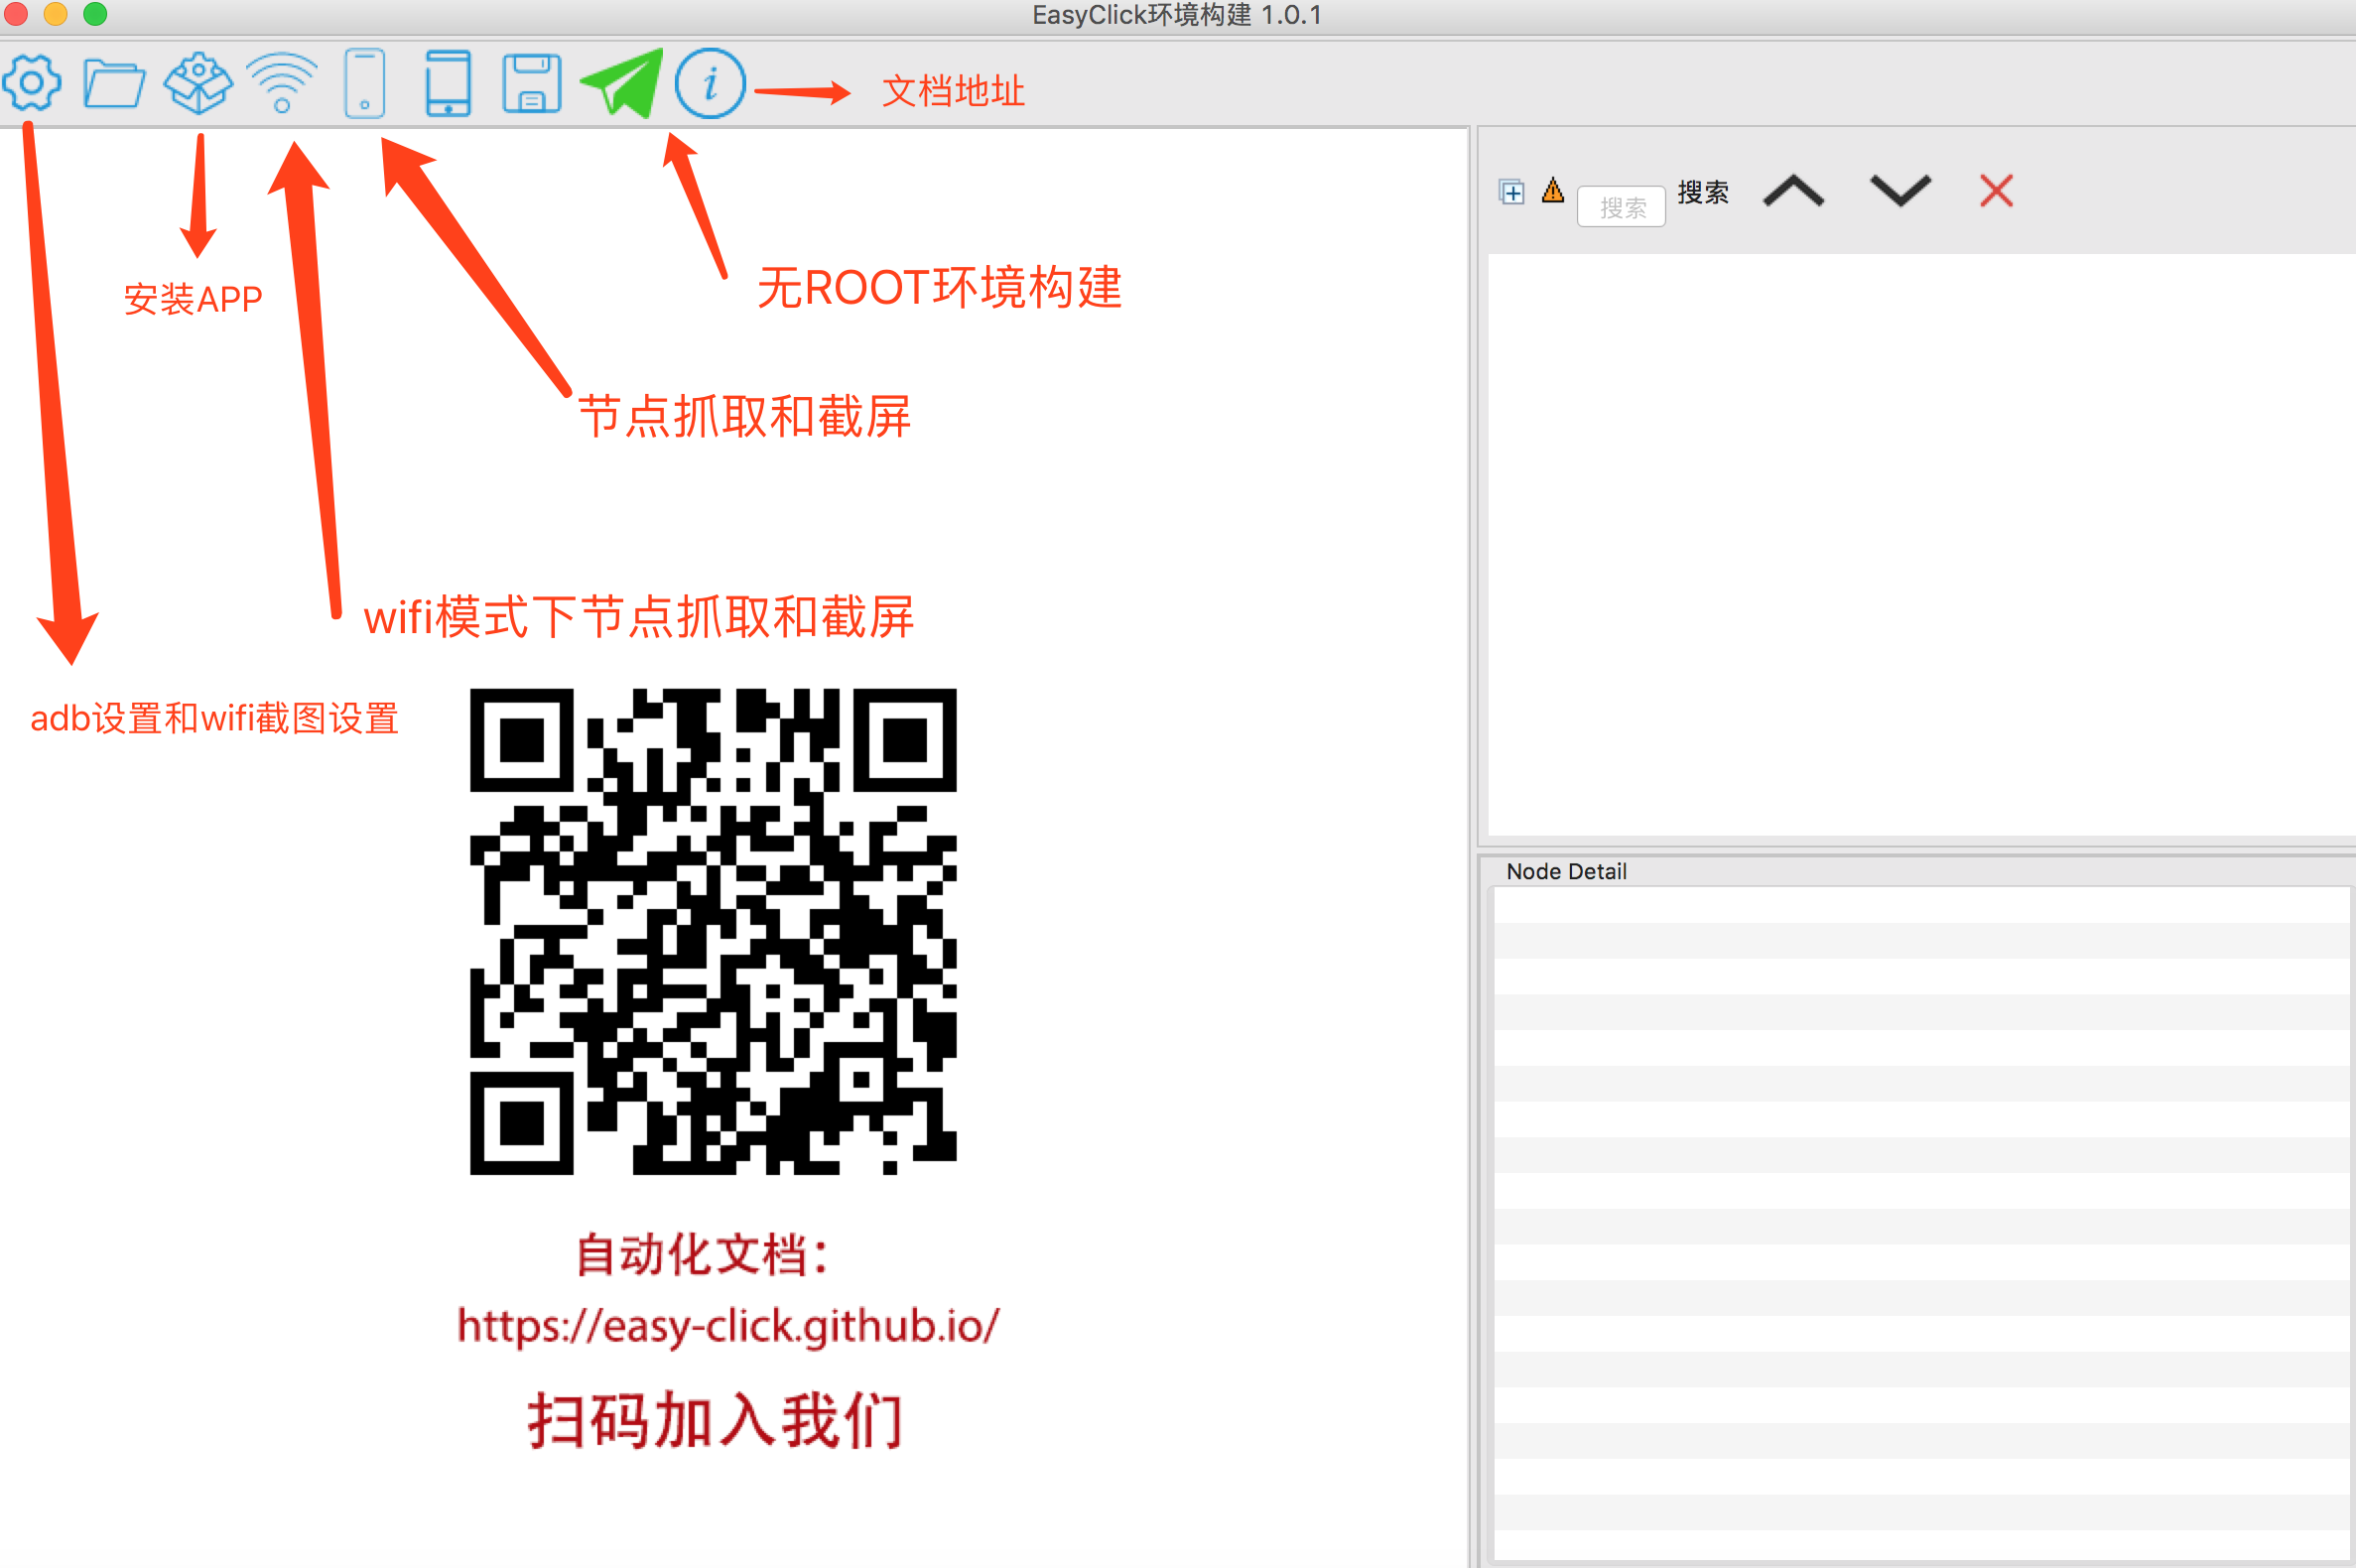 EasyClick环境构建 1.0.1
文档地址
搜索
搜索
安装APP
无ROOT环境构建
节点抓取和截屏
wifi模式下节点抓取和截屏
adb设置和wifi截图设置
Node Detail
自动化文档：
https://easy-click.github.io/
扫码加入我们